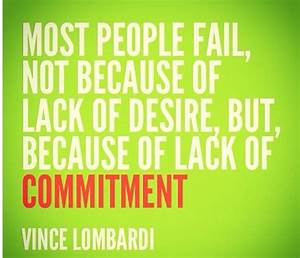 MOST PEOPLE FAIL,
NOT BECAUSE OF
LACK OF DESIRE, BUT,
BECAUSE OF LACK OF
COMMITMENT
VINCE LOMBARDI